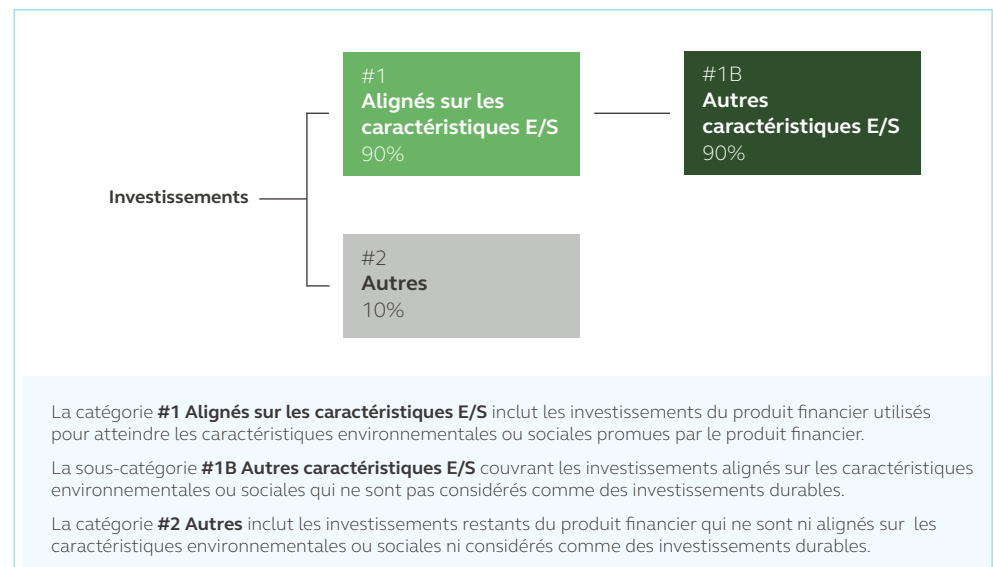 #1
Alignés sur les
caractéristiques E/S
90%
#1B
Autres
caractéristiques E/S
90%
Investissements
#2
Autres
10%
La catégorie #1 Alignés sur les caractéristiques E/S inclut les investissements du produit financier utilisés
pour atteindre les caractéristiques environnementales ou sociales promues par le produit financier.
La sous-catégorie #1B Autres caractéristiques E/S couvrant les investissements alignés sur les caractéristiques
environnementales ou sociales qui ne sont pas considérés comme des investissements durables.
La catégorie #2 Autres inclut les investissements restants du produit financier qui ne sont ni alignés sur les
caractéristiques environnementales ou sociales ni considérés comme des investissements durables.